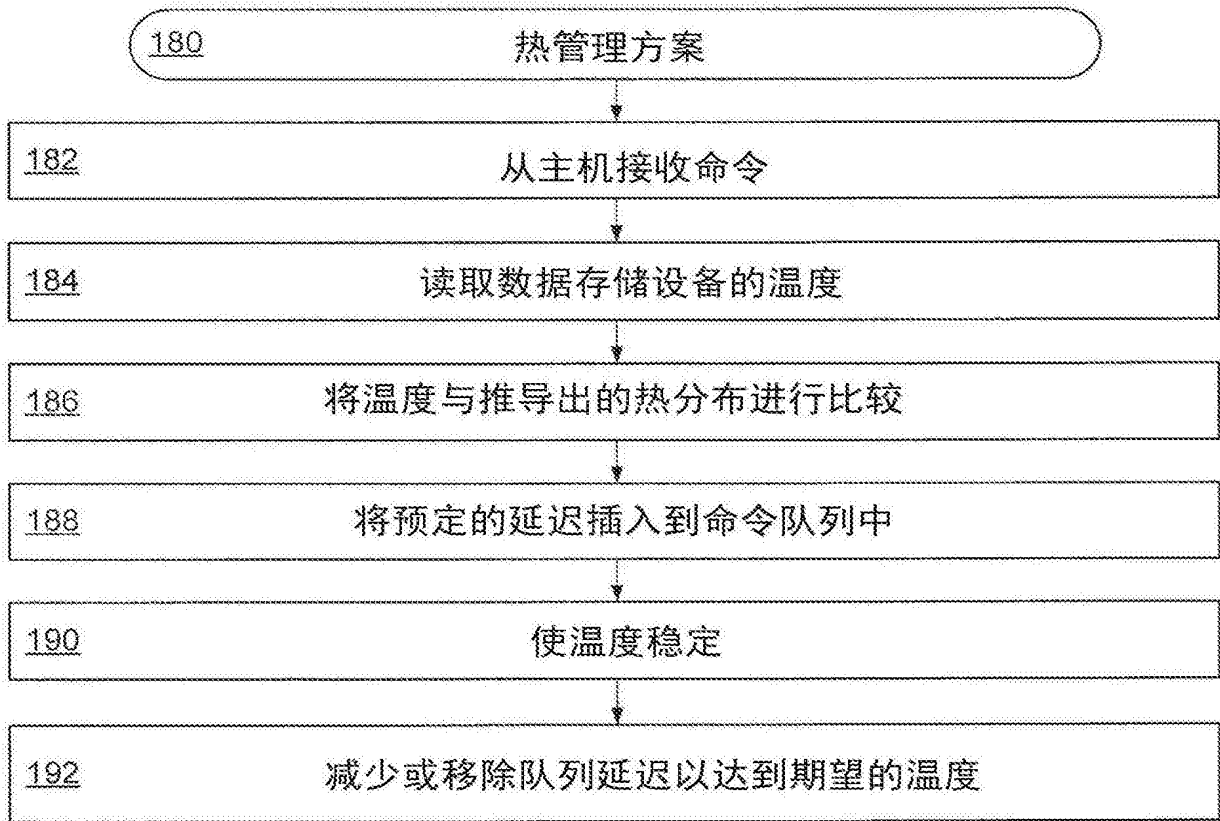 180 热管理方案
182 从主机接收命令
184 读取数据存储设备的温度
186 将温度与推导出的热分布进行比较
188 将预定的延迟插入到命令队列中
190 使温度稳定
192 减少或移除队列延迟以达到期望的温度